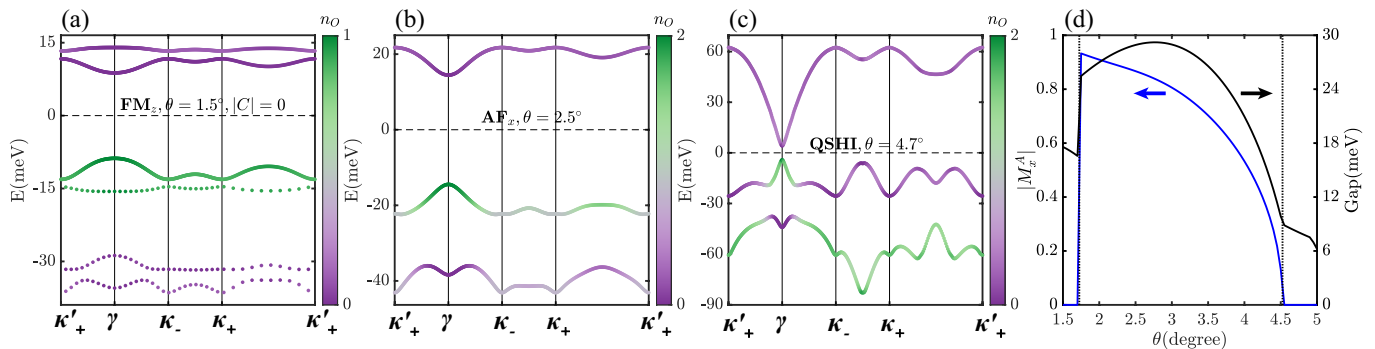 (a)
n_O
1
0
15
0
-15
-30
E(meV)
FM_z, θ = 1.5°, |C| = 0
κ'_+ γ κ_- κ_+ κ'_+
(b)
n_O
2
0
20
0
-20
-40
E(meV)
AF_x, θ = 2.5°
κ'_+ γ κ_- κ_+ κ'_+
(c)
n_O
2
0
60
30
0
-30
-60
-90
E(meV)
QSHI, θ = 4.7°
κ'_+ γ κ_- κ_+ κ'_+
(d)
1
0.8
0.6
0.4
0.2
0
|M_x^A|
30
24
18
12
6
0
Gap(meV)
1.5 2 2.5 3 3.5 4 4.5 5
θ(degree)